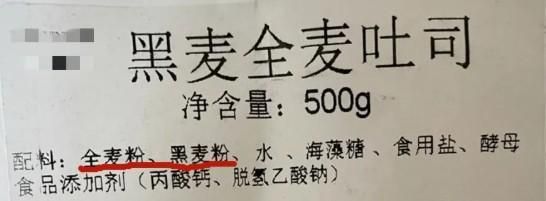 黑麦全麦吐司
净含量：500g
配料：全麦粉、黑麦粉、水、海藻糖、食用盐、酵母
食品添加剂（丙酸钙、脱氢乙酸钠）